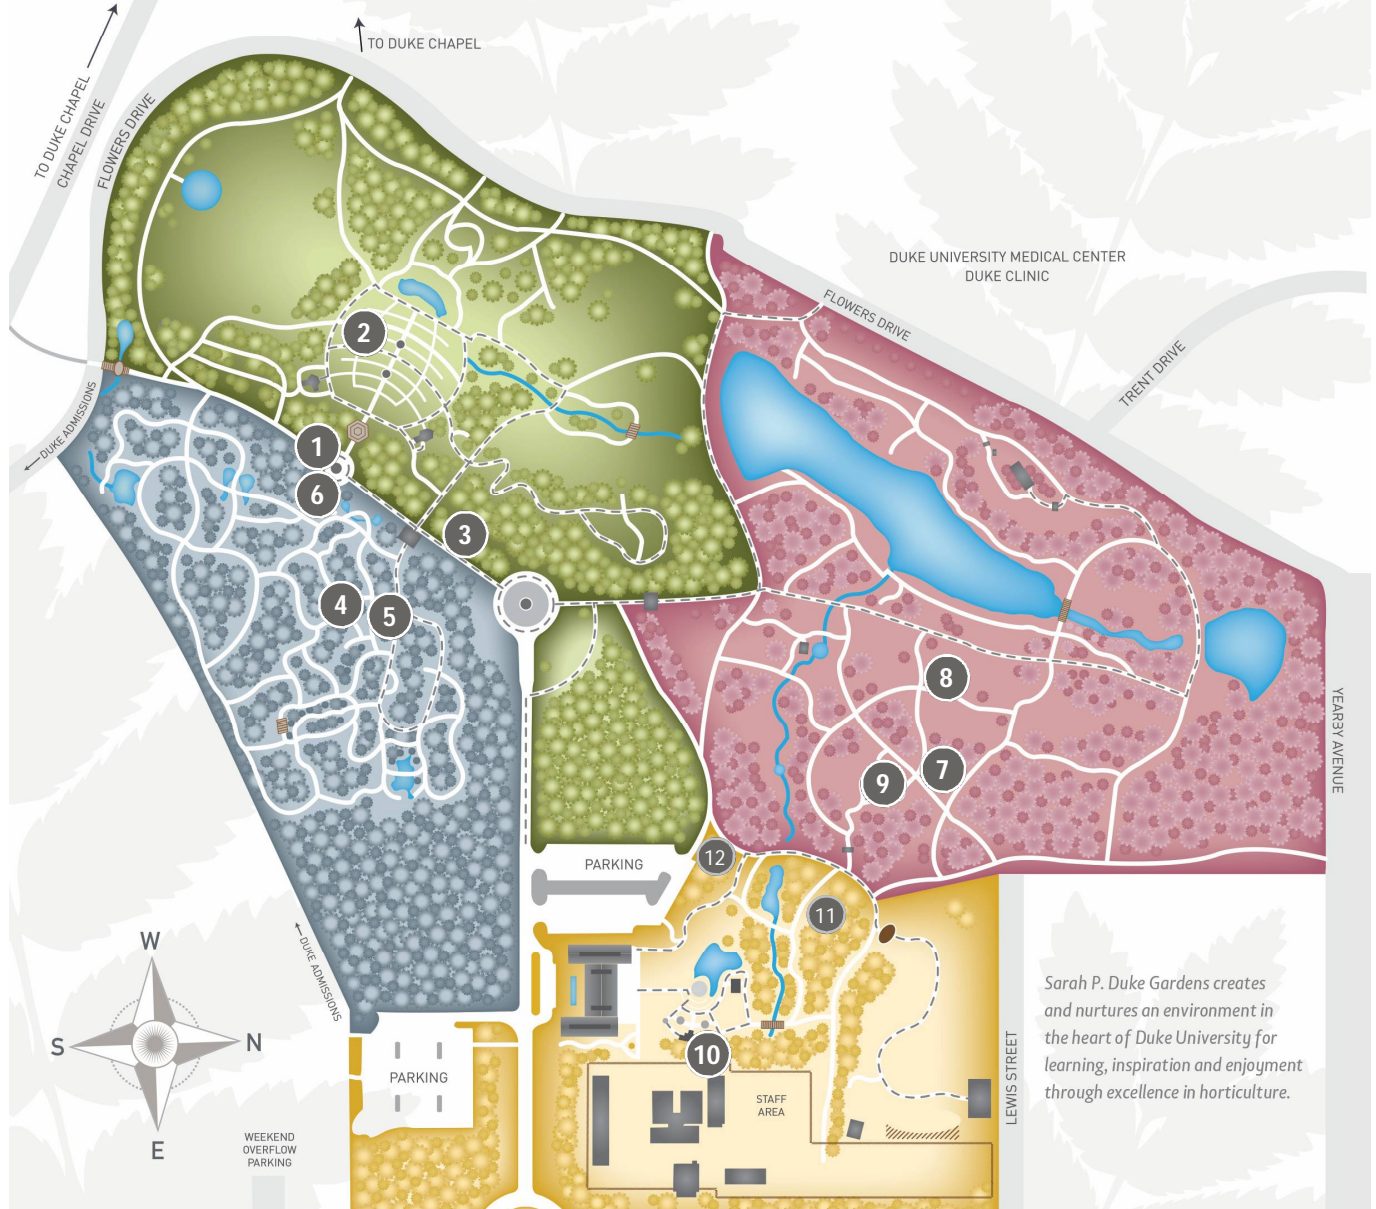 TO DUKE CHAPEL
TO DUKE CHAPEL
CHAPEL DRIVE
FLOWERS DRIVE
DUKE UNIVERSITY MEDICAL CENTER
DUKE CLINIC
FLOWERS DRIVE
TRENT DRIVE
2
DUKE ADMISSIONS
1
6
3
4
5
8
7
9
YEARBY AVENUE
12
PARKING
11
DUKE ADMISSIONS
W
S
N
E
10
PARKING
STAFF
AREA
LEWIS STREET
WEEKEND
OVERFLOW
PARKING
Sarah P. Duke Gardens creates
and nurtures an environment in
the heart of Duke University for
learning, inspiration and enjoyment
through excellence in horticulture.